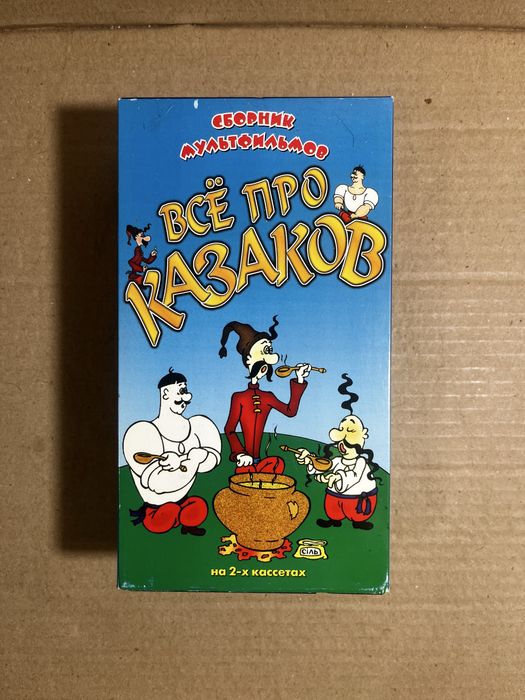 СБОРНИК
МУЛЬТФИЛЬМОВ
ВСЁ ПРО
КАЗАКОВ
СІЛЬ
на 2-х кассетах